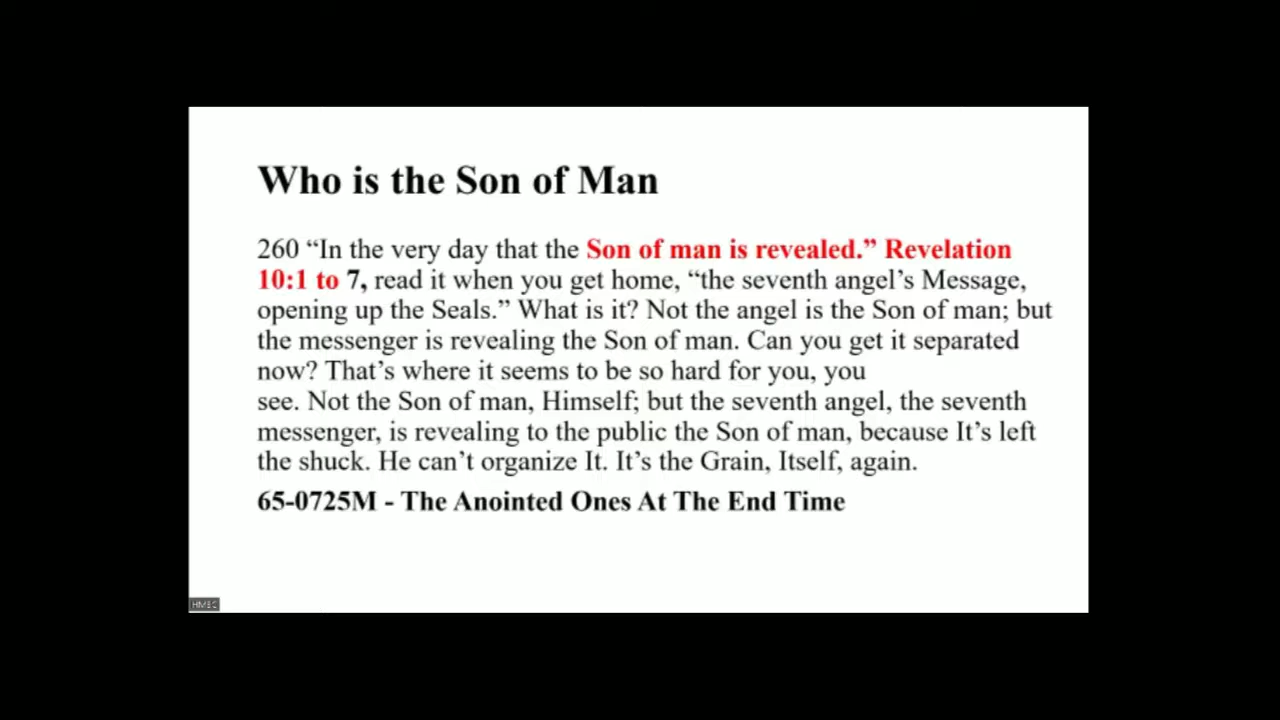 Who is the Son of Man
260 “In the very day that the Son of man is revealed.” Revelation
10:1 to 7, read it when you get home, “the seventh angel’s Message,
opening up the Seals.” What is it? Not the angel is the Son of man; but
the messenger is revealing the Son of man. Can you get it separated
now? That’s where it seems to be so hard for you, you
see. Not the Son of man, Himself; but the seventh angel, the seventh
messenger, is revealing to the public the Son of man, because It’s left
the shuck. He can’t organize It. It’s the Grain, Itself, again.
65-0725M - The Anointed Ones At The End Time